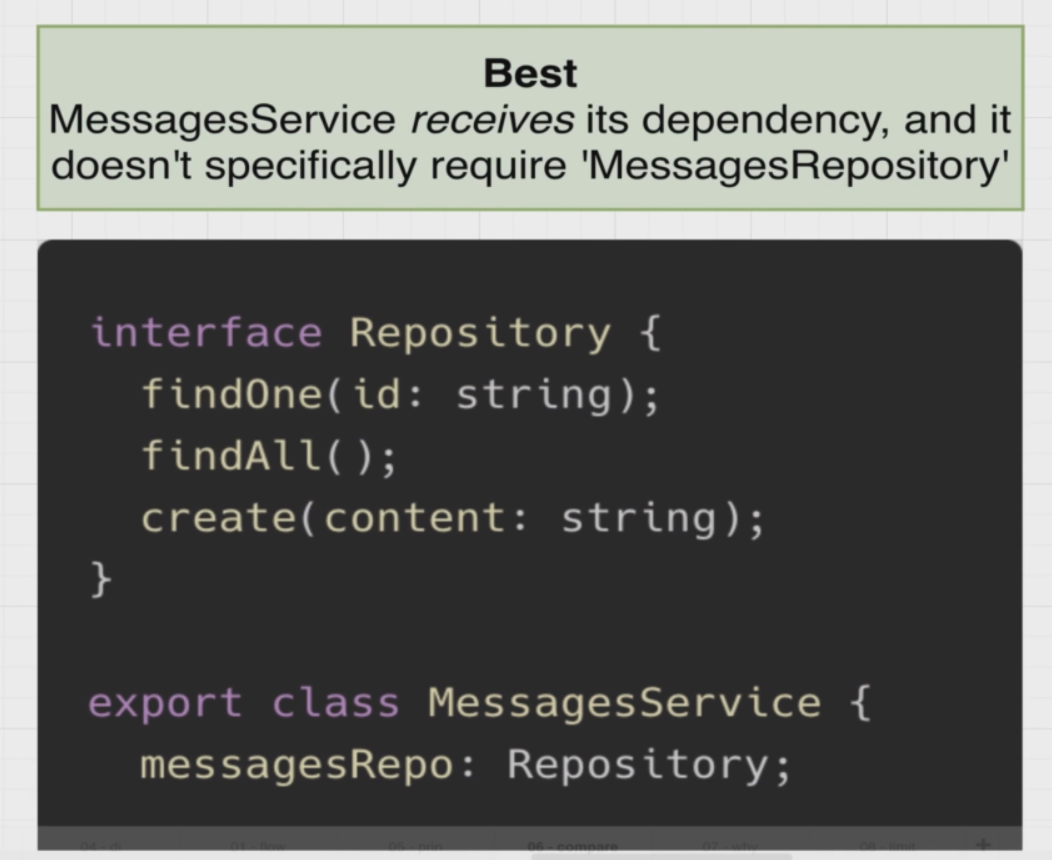 Best
MessagesService receives its dependency, and it
doesn't specifically require 'MessagesRepository'
interface Repository {
  findOne(id: string);
  findAll();
  create(content: string);
}
export class MessagesService {
  messagesRepo: Repository;
04 - di 01 - flow 05 - prin 06 - compare 07 - why 08 - limit +